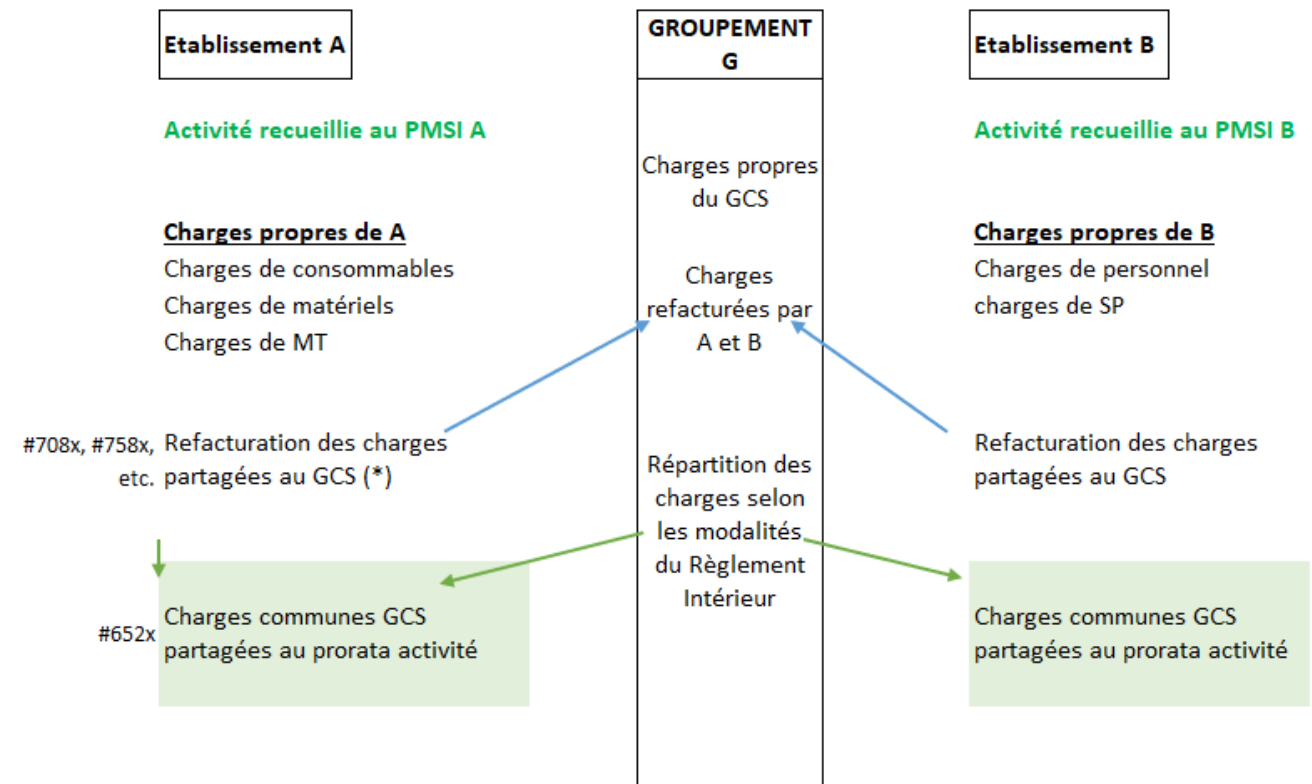 Etablissement A
GROUPEMENT
G
Etablissement B
Activité recueillie au PMSI A
Activité recueillie au PMSI B
Charges propres
du GCS
Charges propres de A
Charges de consommables
Charges de matériels
Charges de MT
Charges
refacturées par
A et B
Charges propres de B
Charges de personnel
charges de SP
#708x, #758x,
etc.
Refacturation des charges
partagées au GCS (*)
Répartition des
charges selon
les modalités
du Règlement
Intérieur
Refacturation des charges
partagées au GCS
#652x
Charges communes GCS
partagées au prorata activité
Charges communes GCS
partagées au prorata activité